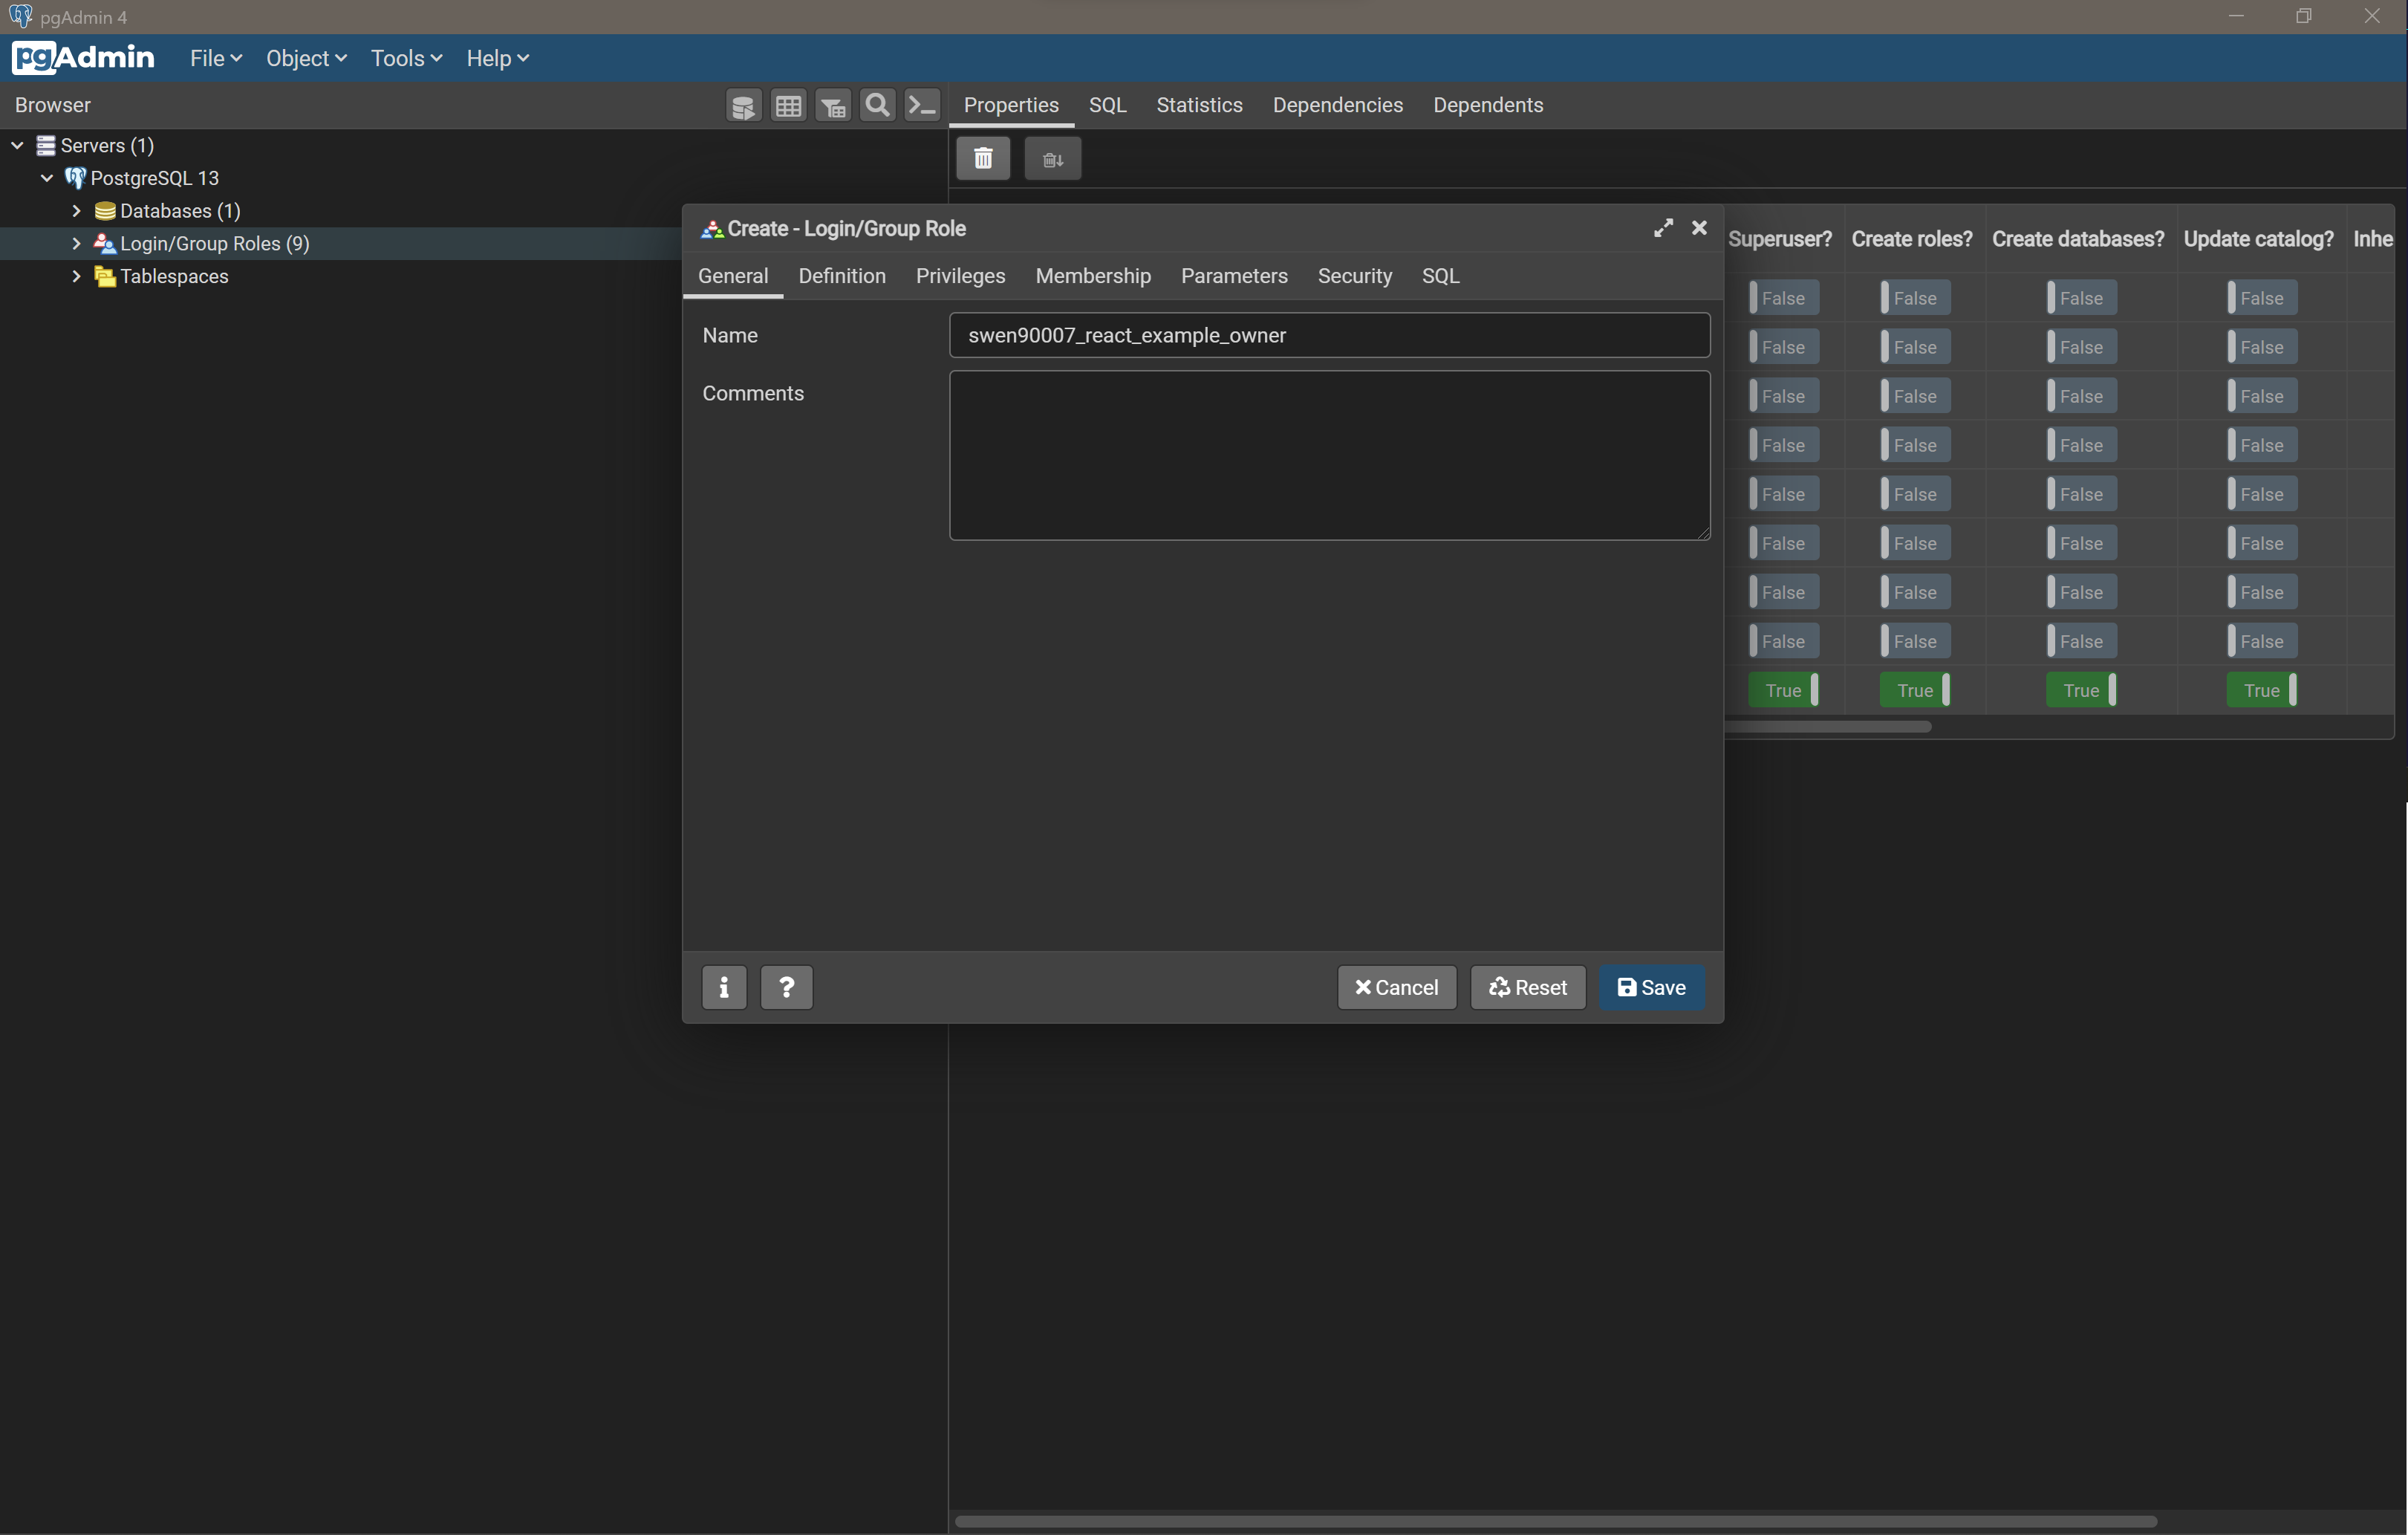 pgAdmin 4
pgAdmin File Object Tools Help
Browser
Properties SQL Statistics Dependencies Dependents
Servers (1)
PostgreSQL 13
Databases (1)
Login/Group Roles (9)
Tablespaces
Create - Login/Group Role
General Definition Privileges Membership Parameters Security SQL
Name swen90007_react_example_owner
Comments
i ? Cancel Reset Save
Superuser? Create roles? Create databases? Update catalog? Inhe
False False False False
False False False False
False False False False
False False False False
False False False False
False False False False
False False False False
False False False False
True True True True